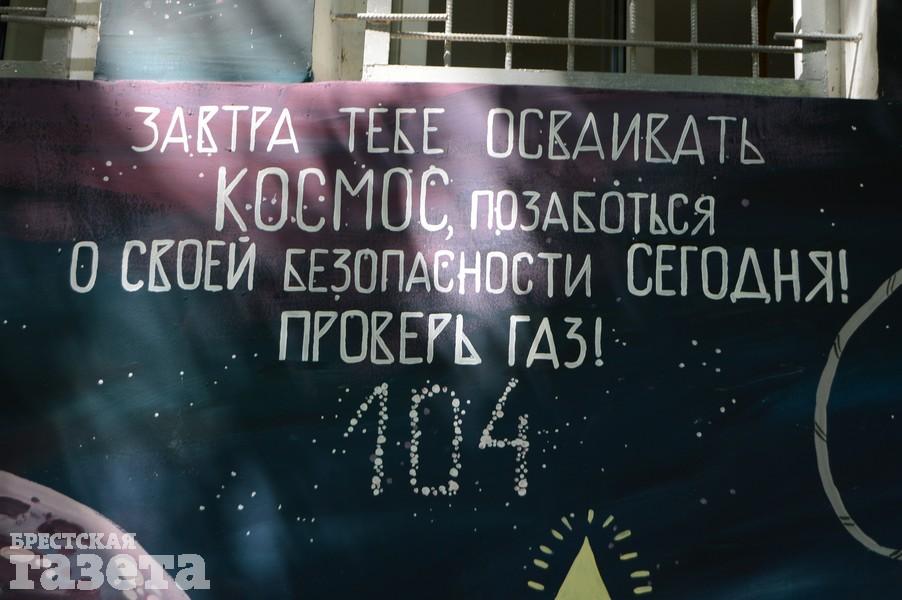 ЗАВТРА ТЕБЕ ОСВАИВАТЬ
КОСМОС, ПОЗАБОТЬСЯ
О СВОЕЙ БЕЗОПАСНОСТИ СЕГОДНЯ!
ПРОВЕРЬ ГАЗ!
104
БРЕСТСКАЯ
газета